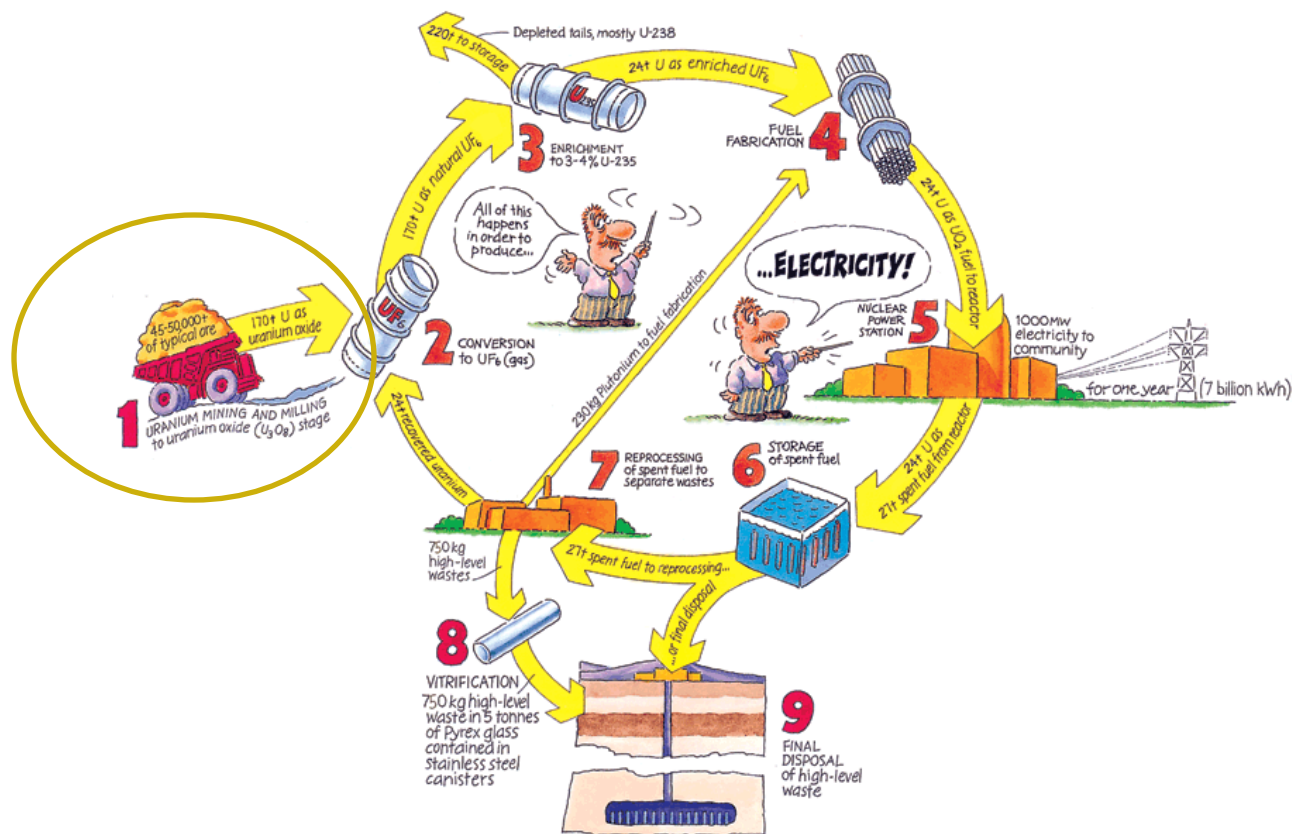 220t to storage
Depleted tails, mostly U-238
24t U as enriched UF₆
U235
3
ENRICHMENT
to 3-4% U-235
4
FUEL
FABRICATION
170t U as natural UF₆
All of this
happens
in order to
produce...
24t U as UO₂ fuel to reactor
...ELECTRICITY!
45-50,000t
of typical ore
170t U as
uranium oxide
UF₆
2
CONVERSION
to UF₆ (gas)
1
URANIUM MINING AND MILLING
to uranium oxide (U₃O₈) stage
230kg Plutonium to fuel fabrication
NUCLEAR
POWER
STATION
5
1000MW
electricity to
community
for one year
(7 billion kWh)
24t recovered uranium
7
REPROCESSING
of spent fuel to
separate wastes
6
STORAGE
of spent fuel
24t U as
27t spent fuel from reactor
750kg
high-level
wastes
27t spent fuel to reprocessing...
...or final disposal
8
VITRIFICATION
750kg high-level
waste in 5 tonnes
of Pyrex glass
contained in
stainless steel
canisters
9
FINAL
DISPOSAL
of high-level
waste